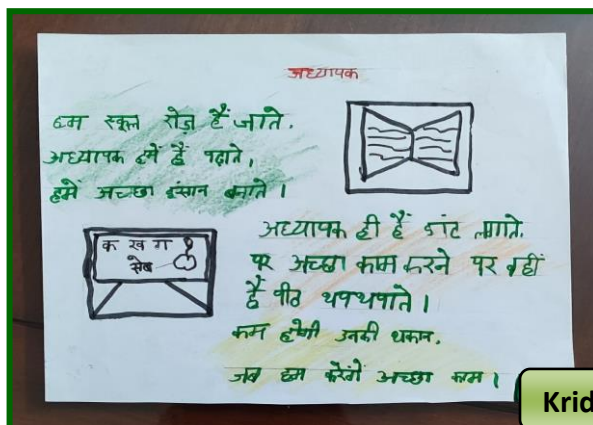 अध्यापक
हम स्कूल रोज़ हैं जाते,
अध्यापक हमें हैं पढ़ाते,
हमें अच्छा इंसान बनाते।
क ख ग
सेब
अध्यापक ही हैं डांट लगाते,
पर अच्छा काम करने पर वहीं
हैं पीठ थपथपाते।
कम होगी उनकी थकान,
जब हम करेंगे अच्छा काम।
Krid